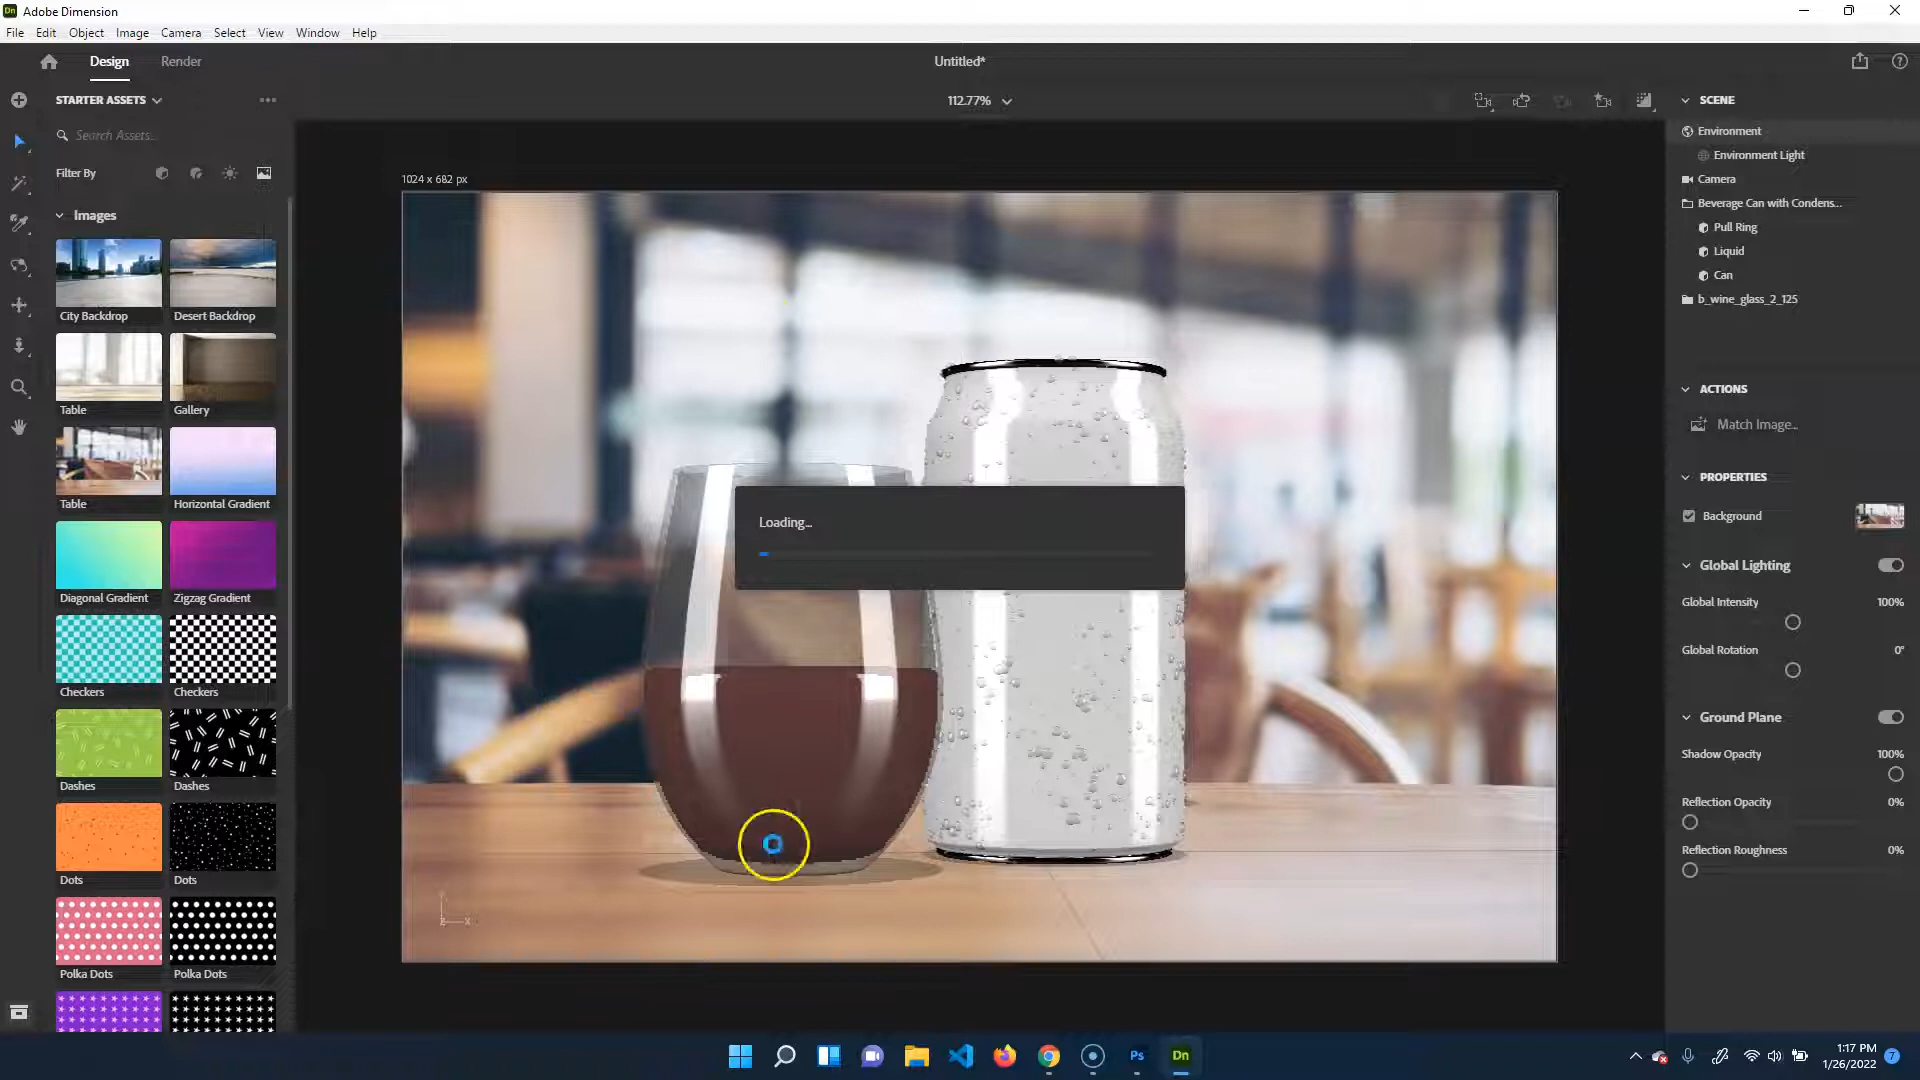 Dn Adobe Dimension
File Edit Object Image Camera Select View Window Help
Design Render Untitled*
STARTER ASSETS
112.77%
Search Assets...
Filter By
Images
City Backdrop Desert Backdrop
Table Gallery
Table Horizontal Gradient
Diagonal Gradient Zigzag Gradient
Checkers Checkers
Dashes Dashes
Dots Dots
Polka Dots Polka Dots
1024 x 682 px
Loading...
Z X
SCENE
Environment
Environment Light
Camera
Beverage Can with Condens...
Pull Ring
Liquid
Can
b_wine_glass_2_125
ACTIONS
Match Image...
PROPERTIES
Background
Global Lighting
Global Intensity 100%
Global Rotation 0°
Ground Plane
Shadow Opacity 100%
Reflection Opacity 0%
Reflection Roughness 0%
Ps Dn
1:17 PM
1/26/2022 7